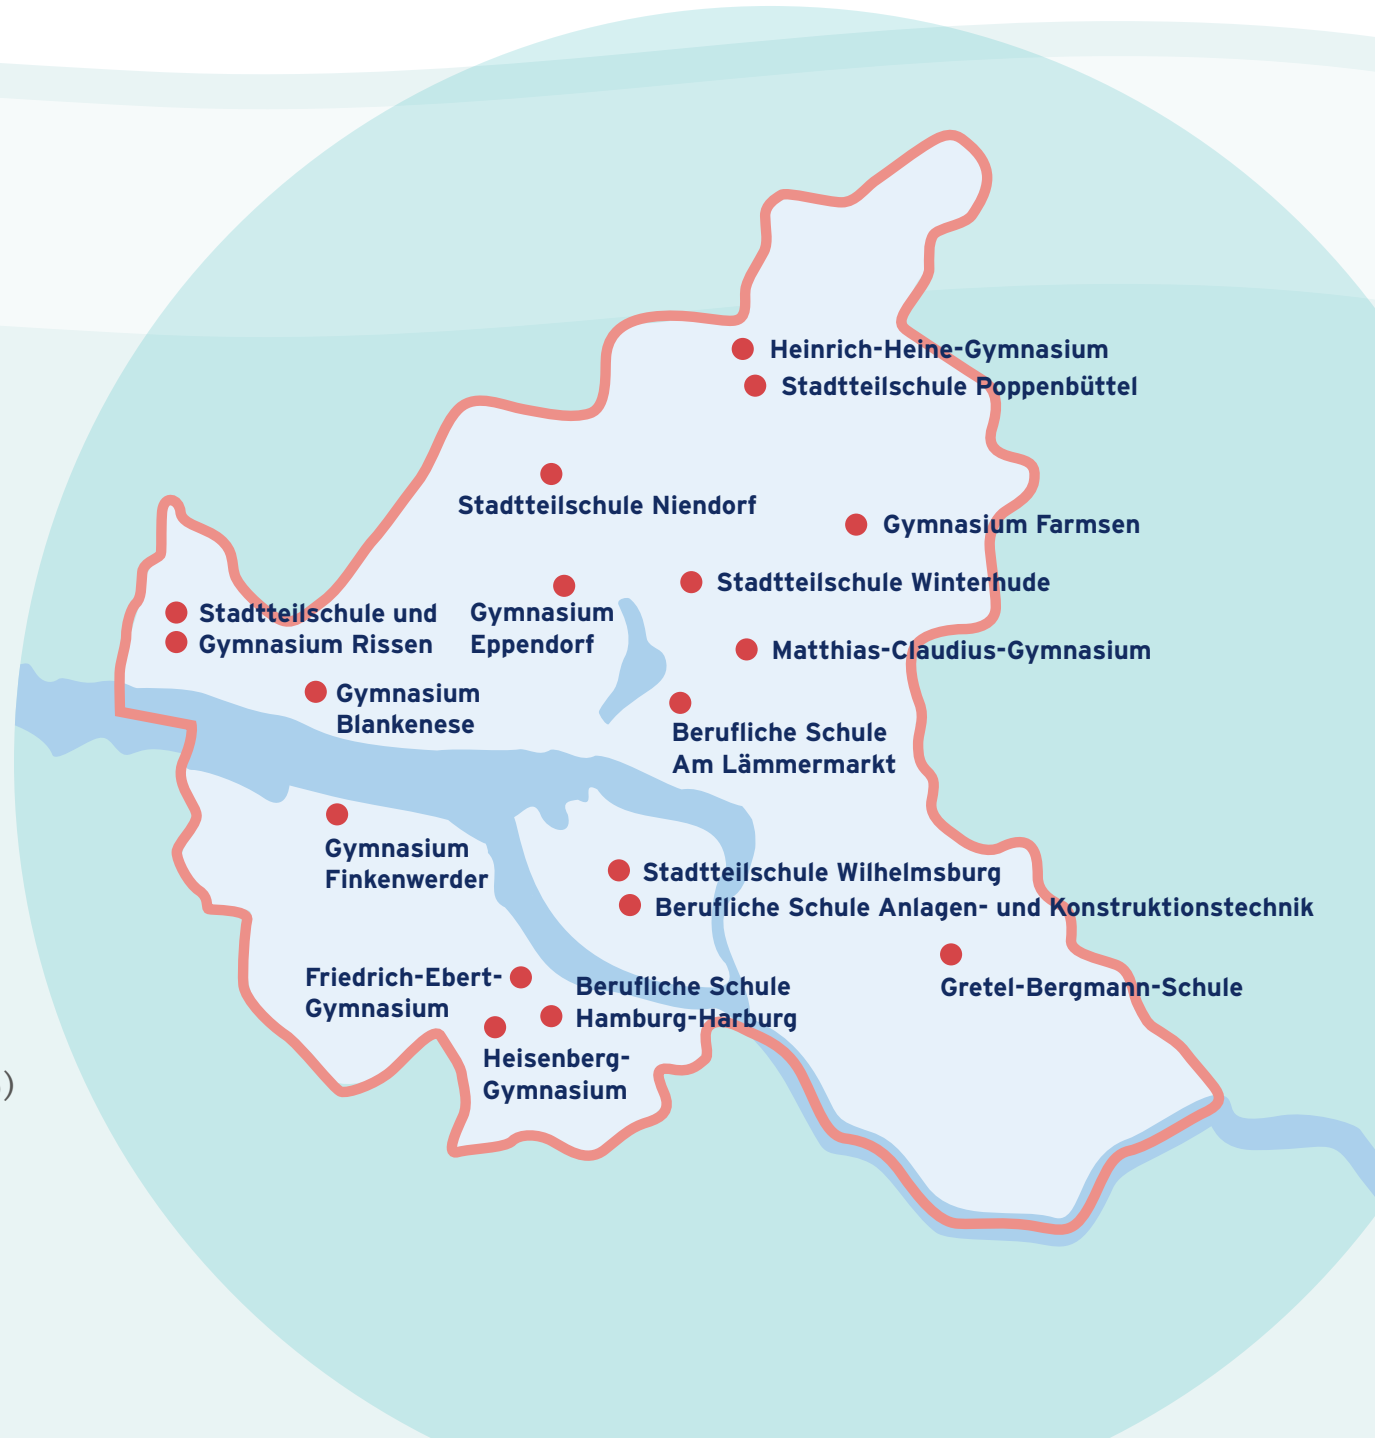 Heinrich-Heine-Gymnasium
Stadtteilschule Poppenbüttel
Stadtteilschule Niendorf
Gymnasium Farmsen
Stadtteilschule Winterhude
Stadtteilschule und
Gymnasium Rissen
Gymnasium
Eppendorf
Matthias-Claudius-Gymnasium
Gymnasium
Blankenese
Berufliche Schule
Am Lämmermarkt
Gymnasium
Finkenwerder
Stadtteilschule Wilhelmsburg
Berufliche Schule Anlagen- und Konstruktionstechnik
Gretel-Bergmann-Schule
Friedrich-Ebert-
Gymnasium
Berufliche Schule
Hamburg-Harburg
Heisenberg-
Gymnasium
)